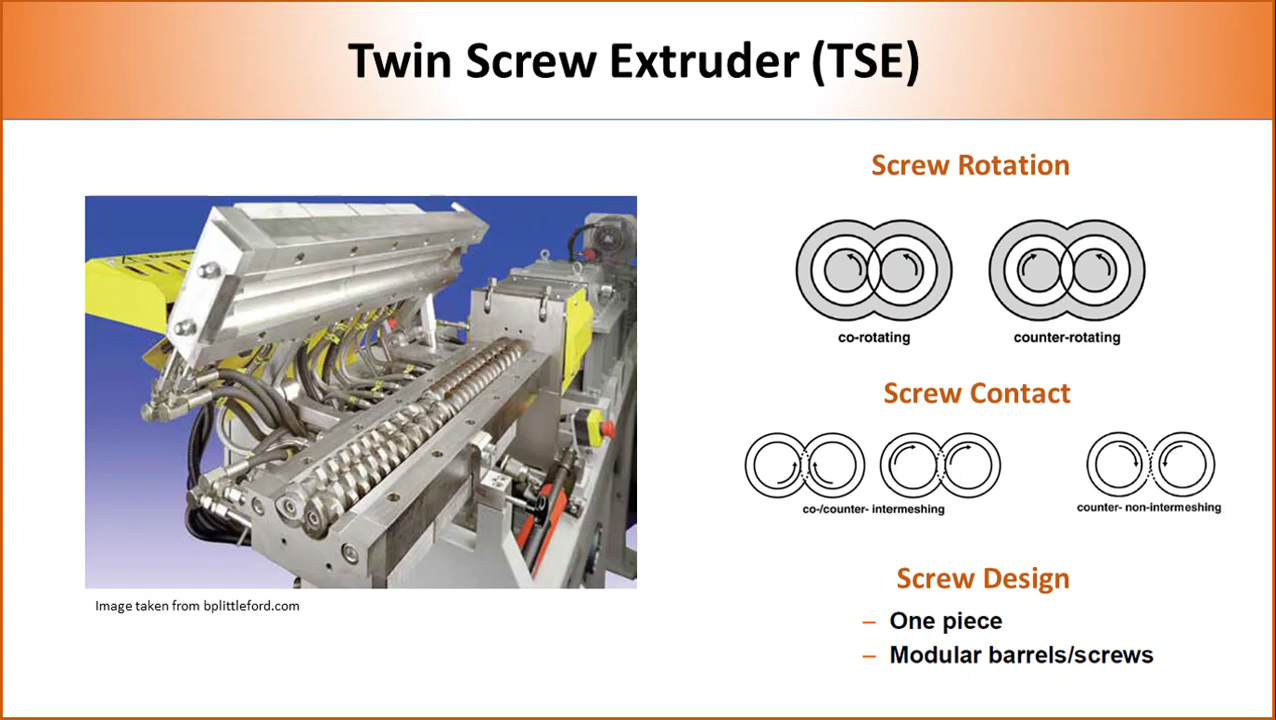 Twin Screw Extruder (TSE)
Image taken from bplittleford.com
Screw Rotation
co-rotating
counter-rotating
Screw Contact
co-/counter- intermeshing
counter- non-intermeshing
Screw Design
– One piece
– Modular barrels/screws